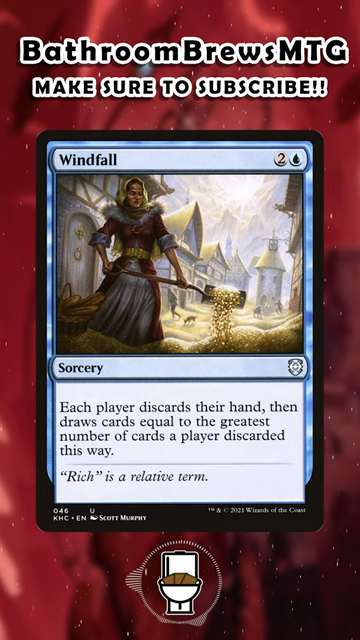 BathroomBrewsMTG
MAKE SURE TO SUBSCRIBE!!
Windfall 2
Sorcery
Each player discards their hand, then
draws cards equal to the greatest
number of cards a player discarded
this way.
“Rich” is a relative term.
046 U
KHC • EN Scott Murphy
™ & © 2021 Wizards of the Coast